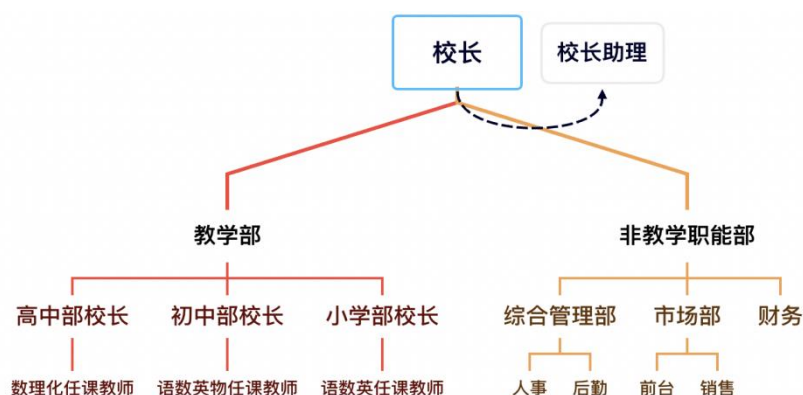 校长
校长助理
教学部
非教学职能部
高中部校长
初中部校长
小学部校长
综合管理部
市场部
财务
数理化任课教师
语数英物任课教师
语数英任课教师
人事
后勤
前台
销售